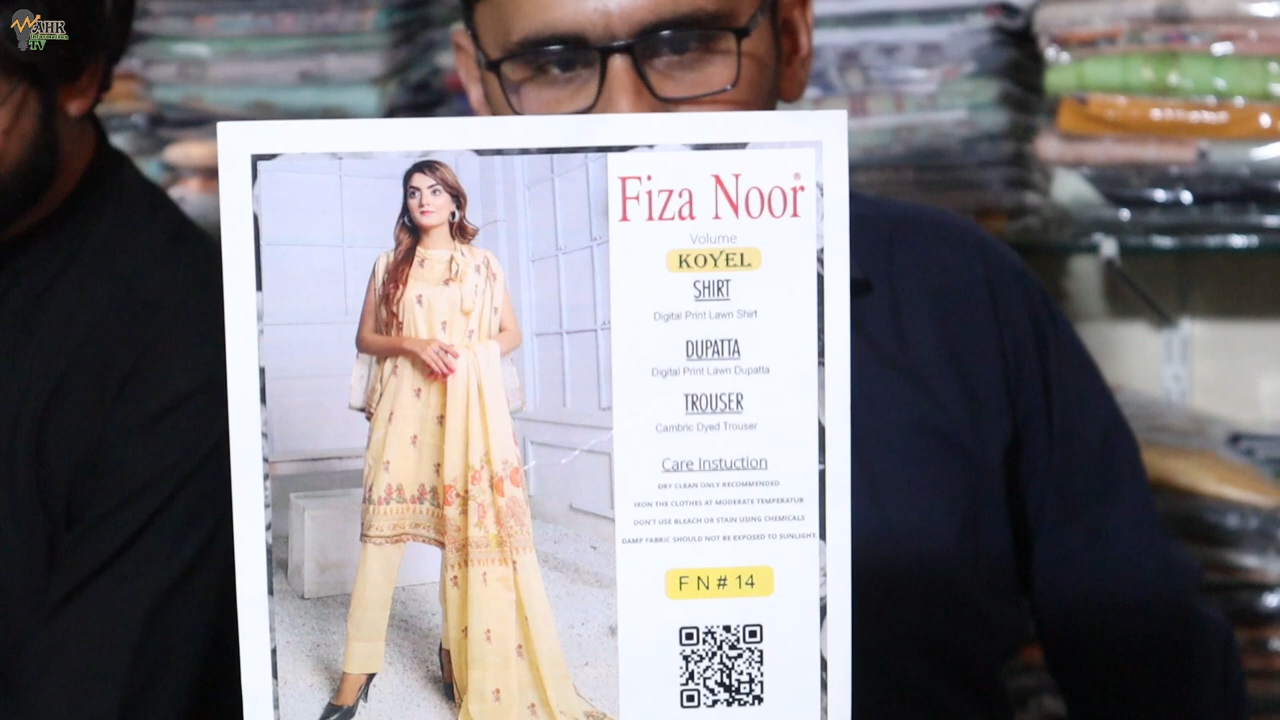 AHR
TV
Fiza Noor®
Volume
KOYEL
SHIRT
Digital Print Lawn Shirt
DUPATTA
Digital Print Lawn Dupatta
TROUSER
Cambric Dyed Trouser
Care Instuction
DRY CLEAN ONLY RECOMMENDED
IRON THE CLOTHES AT MODERATE TEMPERATUR
DON'T USE BLEACH OR STAIN USING CHEMICALS
DAMP FABRIC SHOULD NOT BE EXPOSED TO SUNLIGHT.
F N # 14